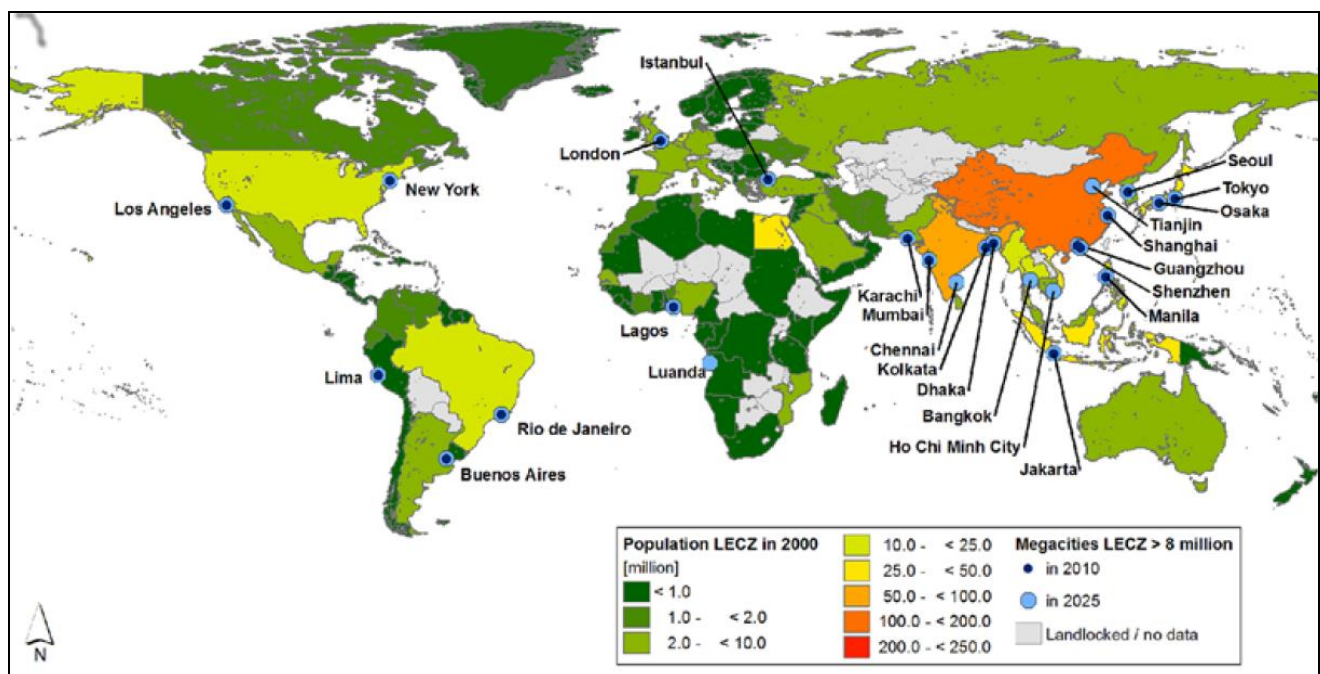 Istanbul
London
New York
Los Angeles
Seoul
Tokyo
Osaka
Tianjin
Shanghai
Guangzhou
Shenzhen
Manila
Karachi
Mumbai
Chennai
Kolkata
Dhaka
Bangkok
Ho Chi Minh City
Jakarta
Lagos
Luanda
Lima
Rio de Janeiro
Buenos Aires
Population LECZ in 2000
[million]
< 1.0
1.0 - < 2.0
2.0 - < 10.0
10.0 - < 25.0
25.0 - < 50.0
50.0 - < 100.0
100.0 - < 200.0
200.0 - < 250.0
Megacities LECZ > 8 million
in 2010
in 2025
Landlocked / no data
N